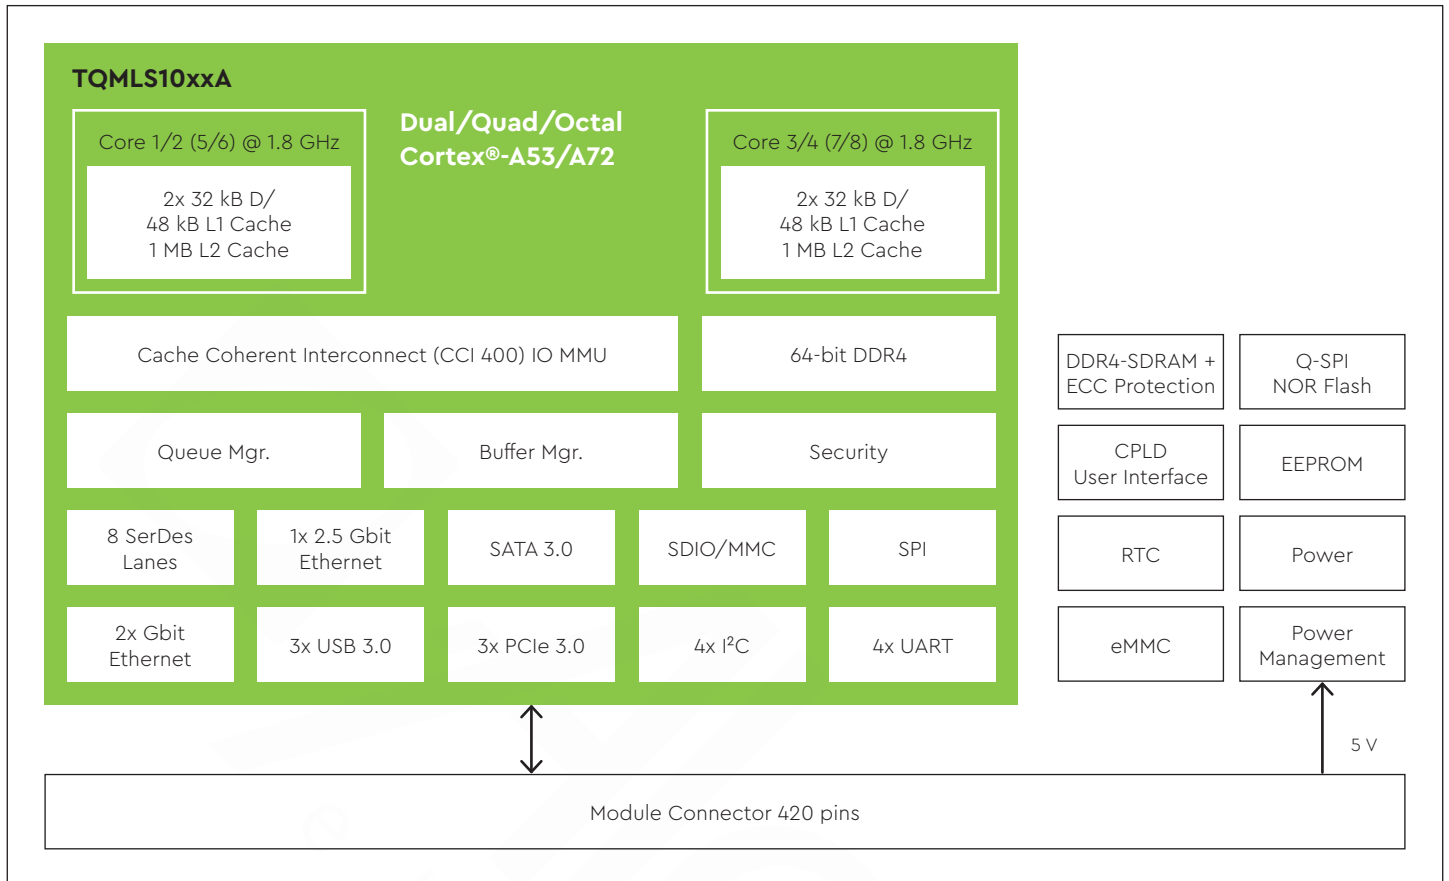 TQMLS10xxA
Core 1/2 (5/6) @ 1.8 GHz
2x 32 kB D/
48 kB L1 Cache
1 MB L2 Cache
Dual/Quad/Octal
Cortex®-A53/A72
Core 3/4 (7/8) @ 1.8 GHz
2x 32 kB D/
48 kB L1 Cache
1 MB L2 Cache
Cache Coherent Interconnect (CCI 400) IO MMU
64-bit DDR4
Queue Mgr.
Buffer Mgr.
Security
8 SerDes
Lanes
1x 2.5 Gbit
Ethernet
SATA 3.0
SDIO/MMC
SPI
2x Gbit
Ethernet
3x USB 3.0
3x PCIe 3.0
4x I²C
4x UART
DDR4-SDRAM +
ECC Protection
Q-SPI
NOR Flash
CPLD
User Interface
EEPROM
RTC
Power
eMMC
Power
Management
5 V
Module Connector 420 pins